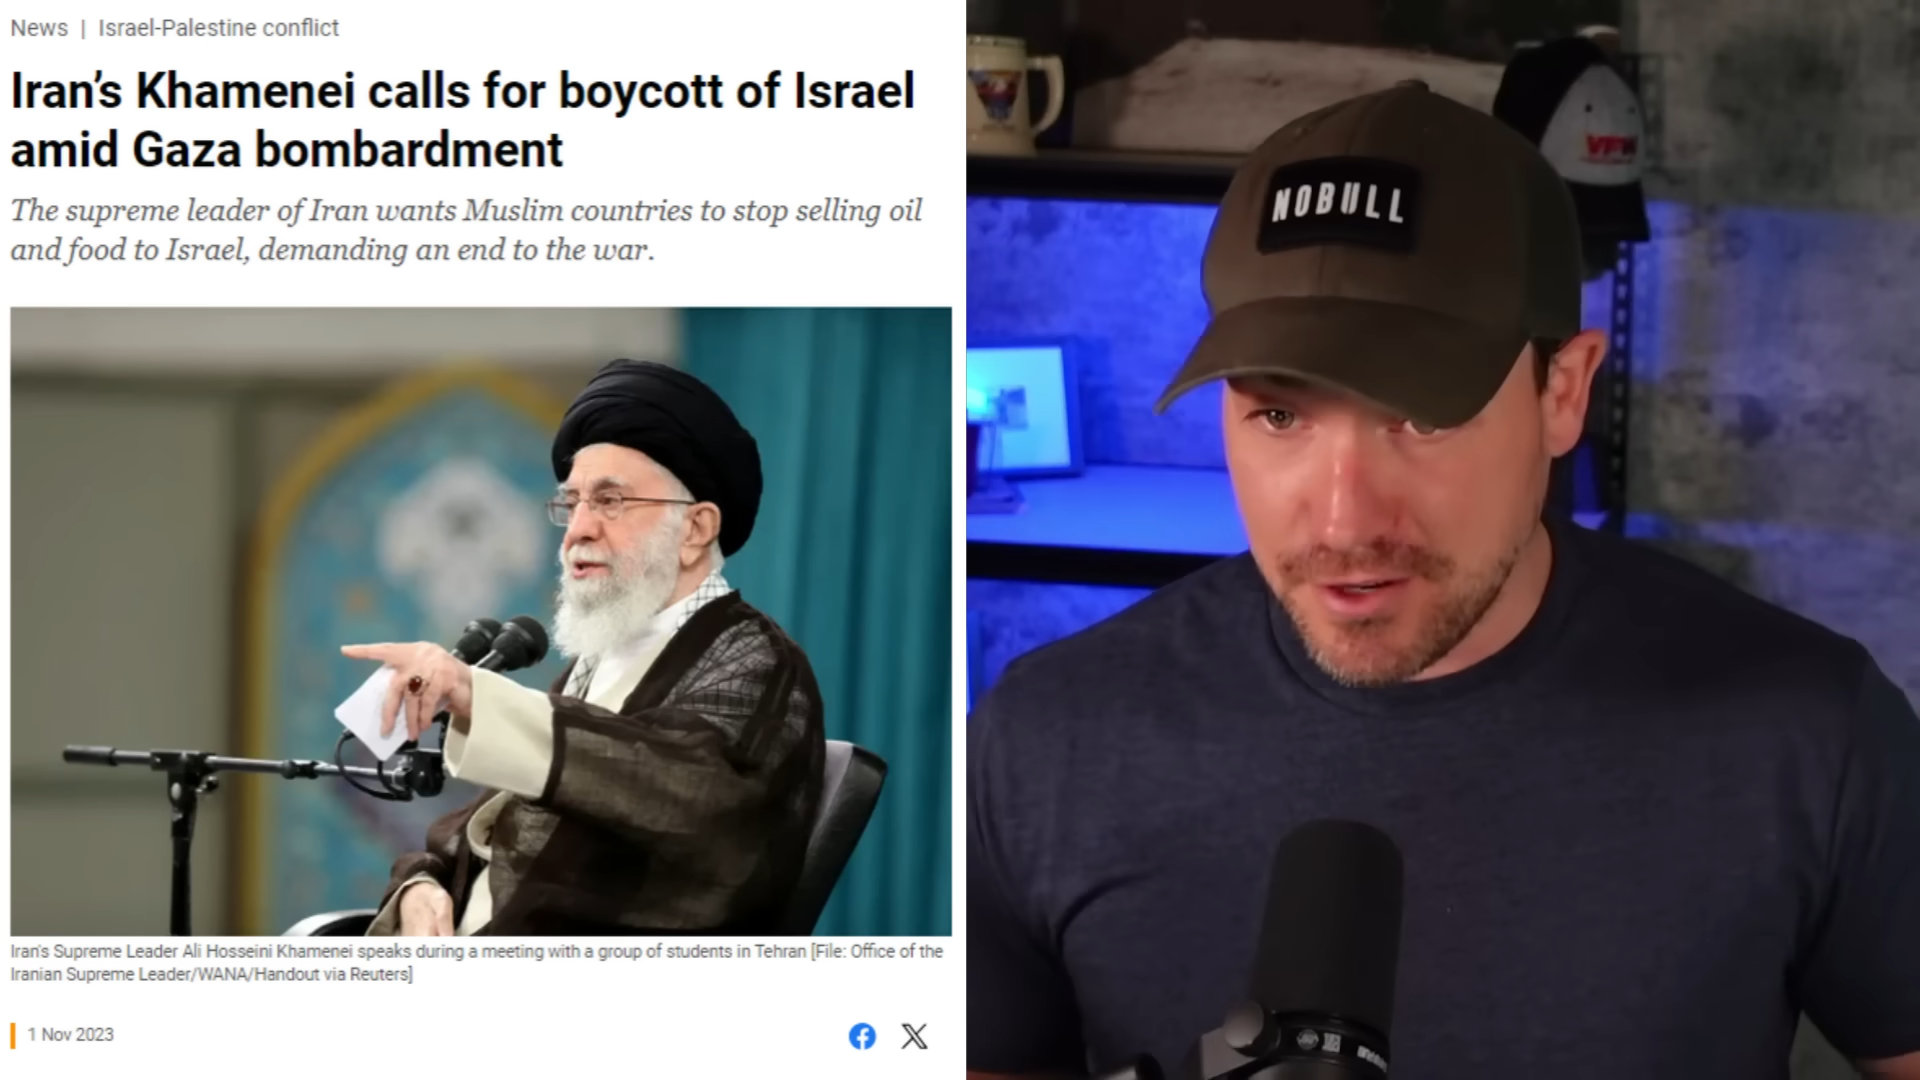 News | Israel-Palestine conflict
Iran's Khamenei calls for boycott of Israel
amid Gaza bombardment
The supreme leader of Iran wants Muslim countries to stop selling oil
and food to Israel, demanding an end to the war.
Iran's Supreme Leader Ali Hosseini Khamenei speaks during a meeting with a group of students in Tehran [File: Office of the
Iranian Supreme Leader/WANA/Handout via Reuters]
1 Nov 2023
NOBULL